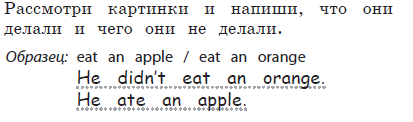 Рассмотри картинки и напиши, что они
делали и чего они не делали.
Образец: eat an apple / eat an orange
He didn't eat an orange.
He ate an apple.